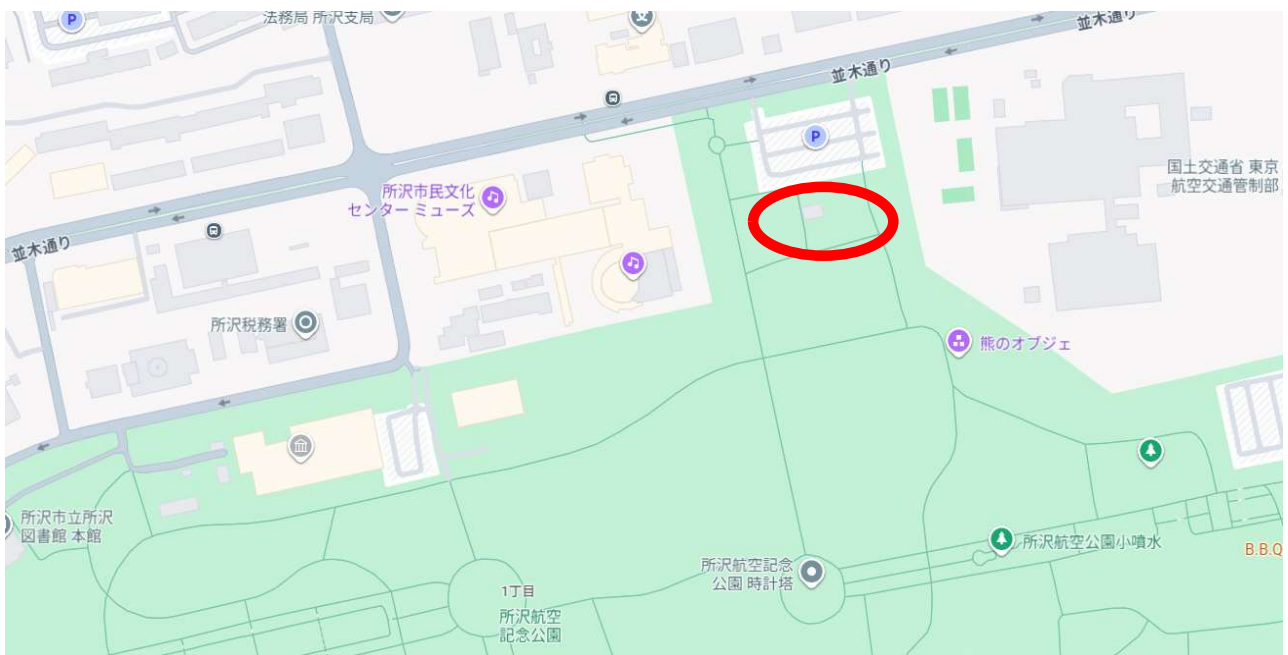 P
法務局 所沢支局
並木通り
並木通り
P
国土交通省 東京
航空交通管制部
所沢市民文化
センター ミューズ
並木通り
所沢税務署
熊のオブジェ
所沢市立所沢
図書館 本館
所沢航空公園小噴水
B.B.Q
所沢航空記念
公園 時計塔
1丁目
所沢航空
記念公園